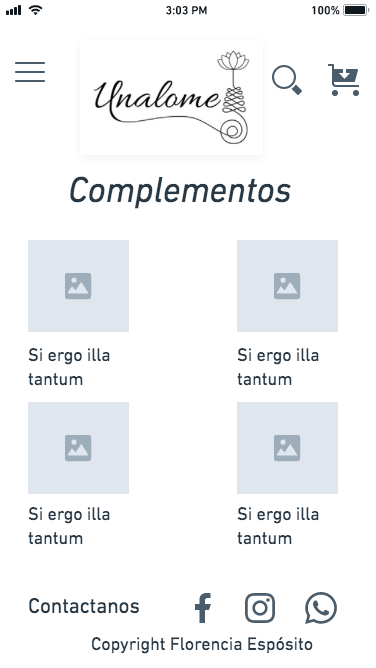 3:03 PM 100%
Unalome
Complementos
Si ergo illa Si ergo illa
tantum tantum
Si ergo illa Si ergo illa
tantum tantum
Contactanos
Copyright Florencia Espósito